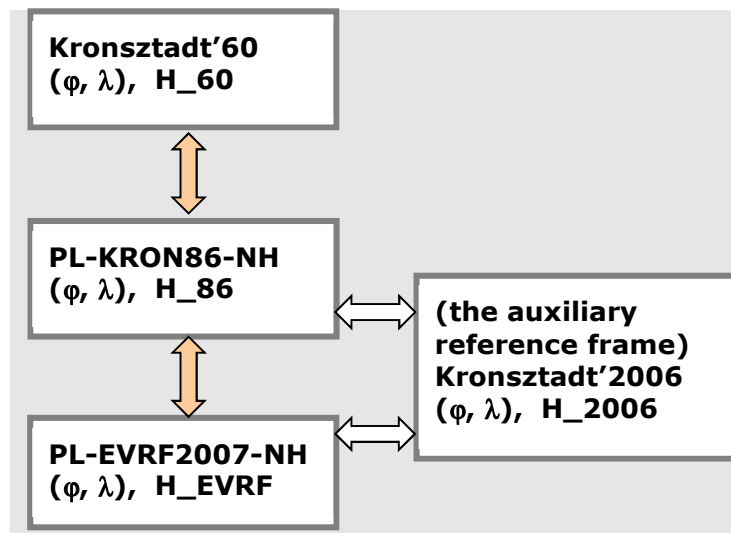 Kronsztadt’60
(φ, λ), H_60
PL-KRON86-NH
(φ, λ), H_86
(the auxiliary
reference frame)
Kronsztadt’2006
(φ, λ), H_2006
PL-EVRF2007-NH
(φ, λ), H_EVRF